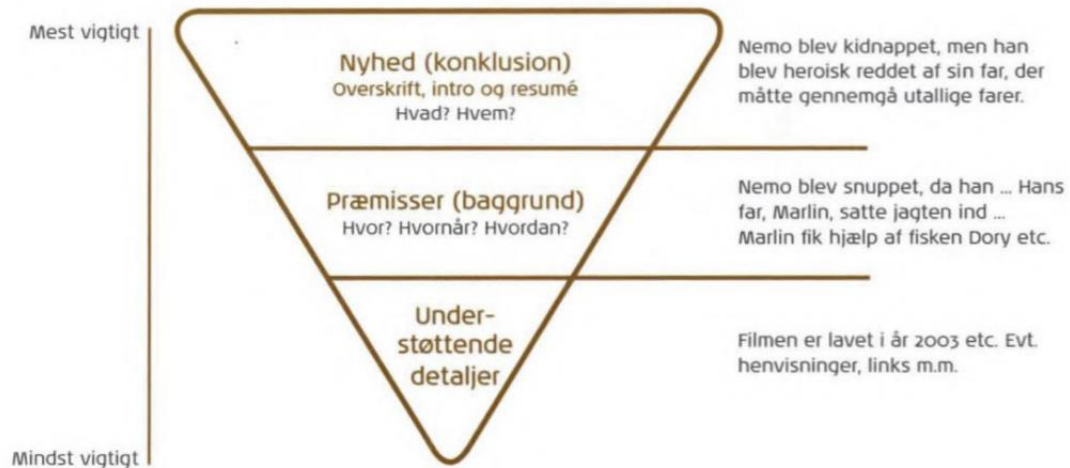 Mest vigtigt
Nyhed (konklusion)
Overskrift, intro og resumé
Hvad? Hvem?
Nemo blev kidnappet, men han
blev heroisk reddet af sin far, der
måtte gennemgå utallige farer.
Præmisser (baggrund)
Hvor? Hvornår? Hvordan?
Nemo blev snuppet, da han ... Hans
far, Marlin, satte jagten ind ...
Marlin fik hjælp af fisken Dory etc.
Under-
støttende
detaljer
Filmen er lavet i år 2003 etc. Evt.
henvisninger, links m.m.
Mindst vigtigt